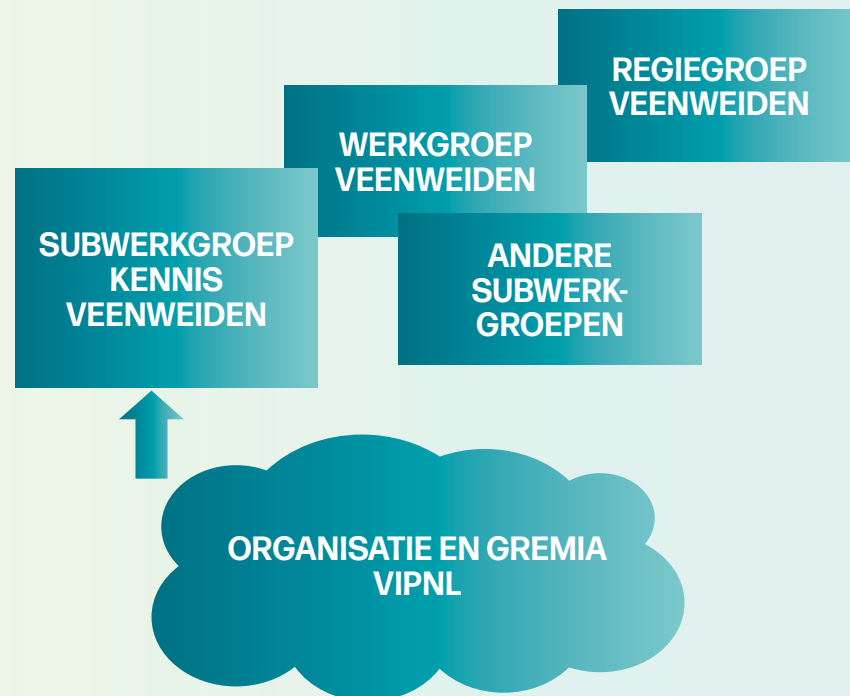 REGIEGROEP
VEENWEIDEN
WERKGROEP
VEENWEIDEN
SUBWERKGROEP
KENNIS
VEENWEIDEN
ANDERE
SUBWERK-
GROEPEN
ORGANISATIE EN GREMIA
VIPNL